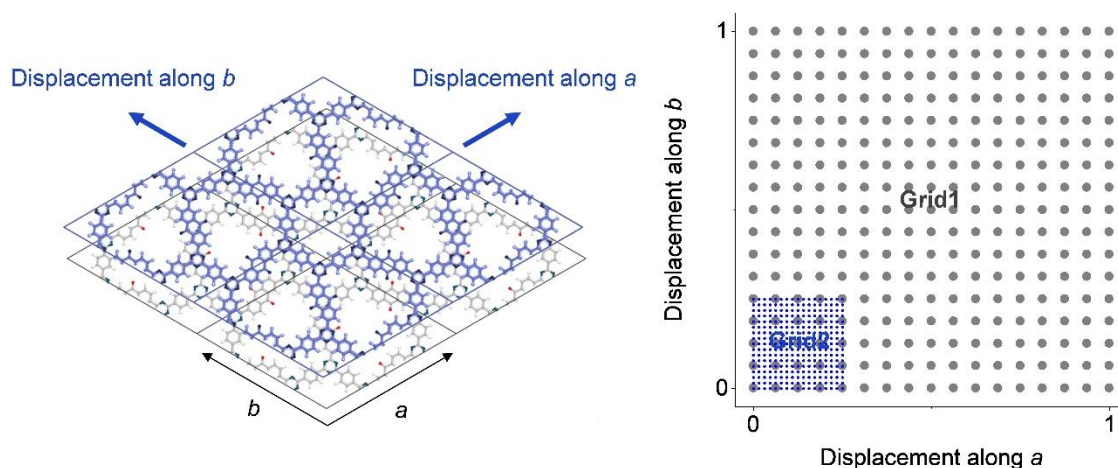 Displacement along b
Displacement along a
b
a
Displacement along b
1
0
Grid1
Grid2
0
1
Displacement along a